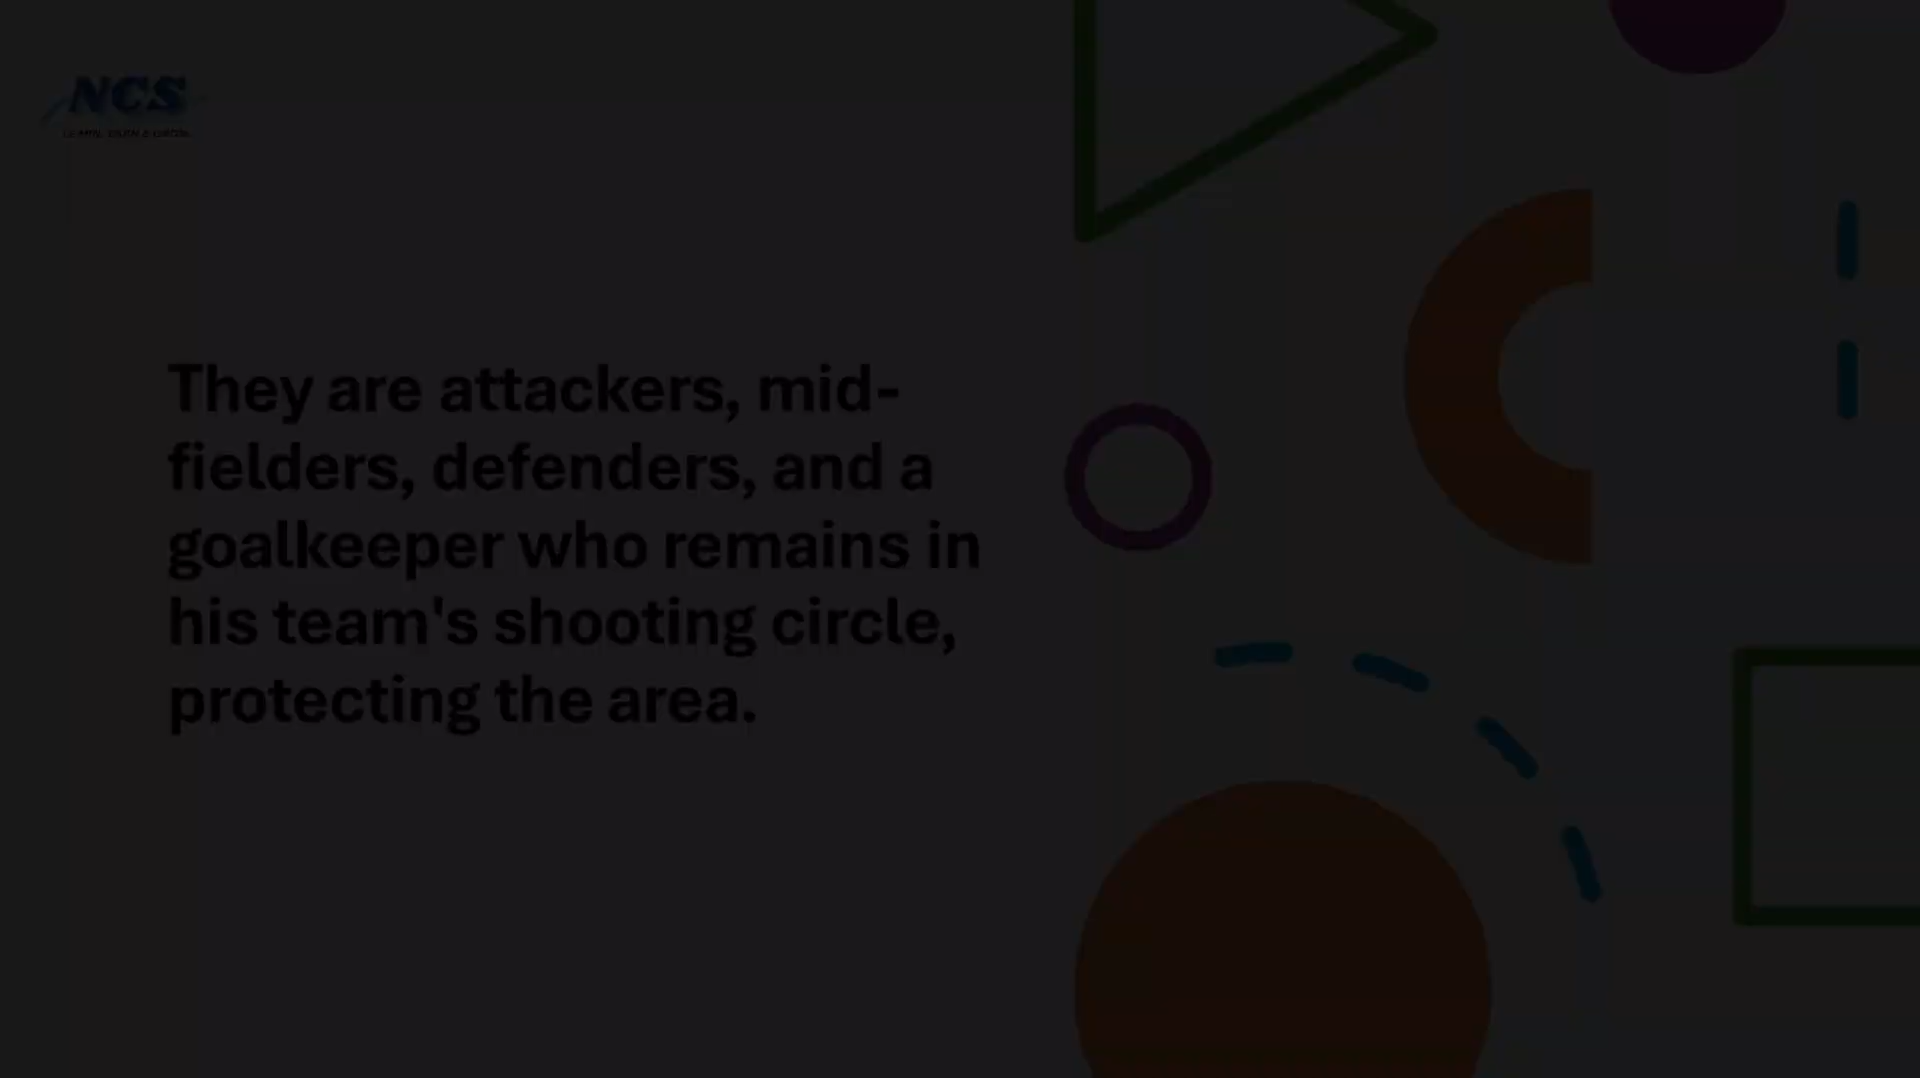 NCS
They are attackers, mid-
fielders, defenders, and a
goalkeeper who remains in
his team's shooting circle,
protecting the area.